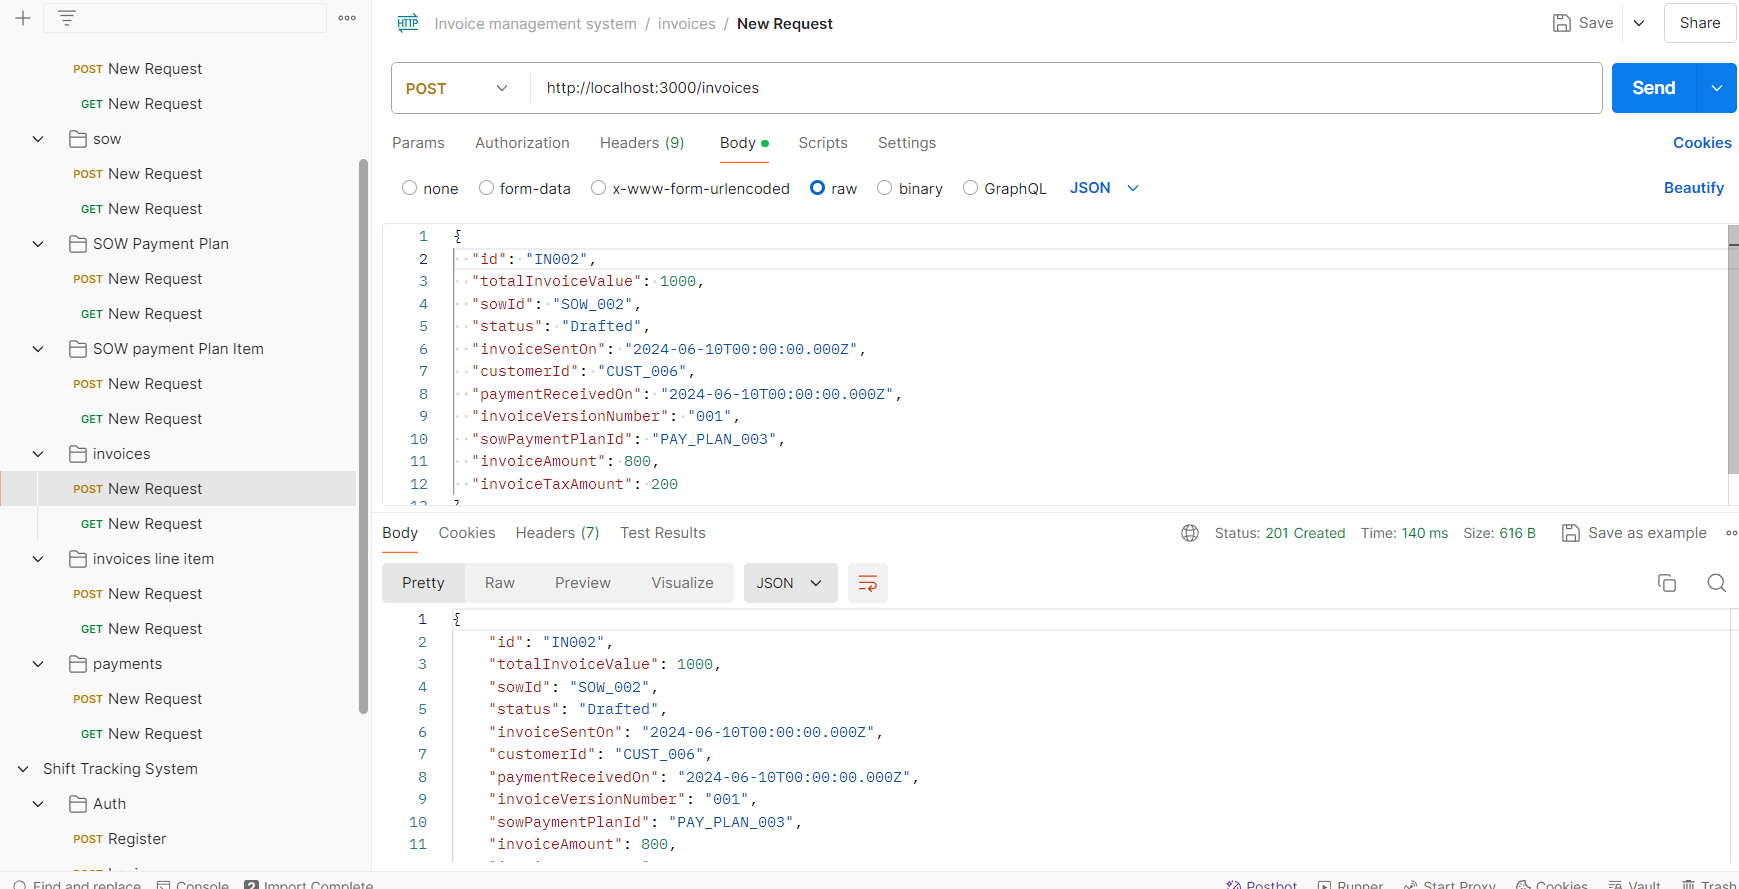 HTTP Invoice management system / invoices / New Request
Save
Share
POST New Request
GET New Request
sow
POST New Request
GET New Request
SOW Payment Plan
POST New Request
GET New Request
SOW payment Plan Item
POST New Request
GET New Request
invoices
POST New Request
GET New Request
invoices line item
POST New Request
GET New Request
payments
POST New Request
GET New Request
Shift Tracking System
Auth
POST Register
POST http://localhost:3000/invoices
Send
Params Authorization Headers (9) Body Scripts Settings
Cookies
none form-data x-www-form-urlencoded raw binary GraphQL JSON
Beautify
1 {
2 "id": "IN002",
3 "totalInvoiceValue": 1000,
4 "sowId": "SOW_002",
5 "status": "Drafted",
6 "invoiceSentOn": "2024-06-10T00:00:00.000Z",
7 "customerId": "CUST_006",
8 "paymentReceivedOn": "2024-06-10T00:00:00.000Z",
9 "invoiceVersionNumber": "001",
10 "sowPaymentPlanId": "PAY_PLAN_003",
11 "invoiceAmount": 800,
12 "invoiceTaxAmount": 200
Body Cookies Headers (7) Test Results
Status: 201 Created Time: 140 ms Size: 616 B Save as example
Pretty Raw Preview Visualize JSON
1 {
2 "id": "IN002",
3 "totalInvoiceValue": 1000,
4 "sowId": "SOW_002",
5 "status": "Drafted",
6 "invoiceSentOn": "2024-06-10T00:00:00.000Z",
7 "customerId": "CUST_006",
8 "paymentReceivedOn": "2024-06-10T00:00:00.000Z",
9 "invoiceVersionNumber": "001",
10 "sowPaymentPlanId": "PAY_PLAN_003",
11 "invoiceAmount": 800,
Find and replace Console Import Complete
Postbot Runner Start Proxy Cookies Vault Trash